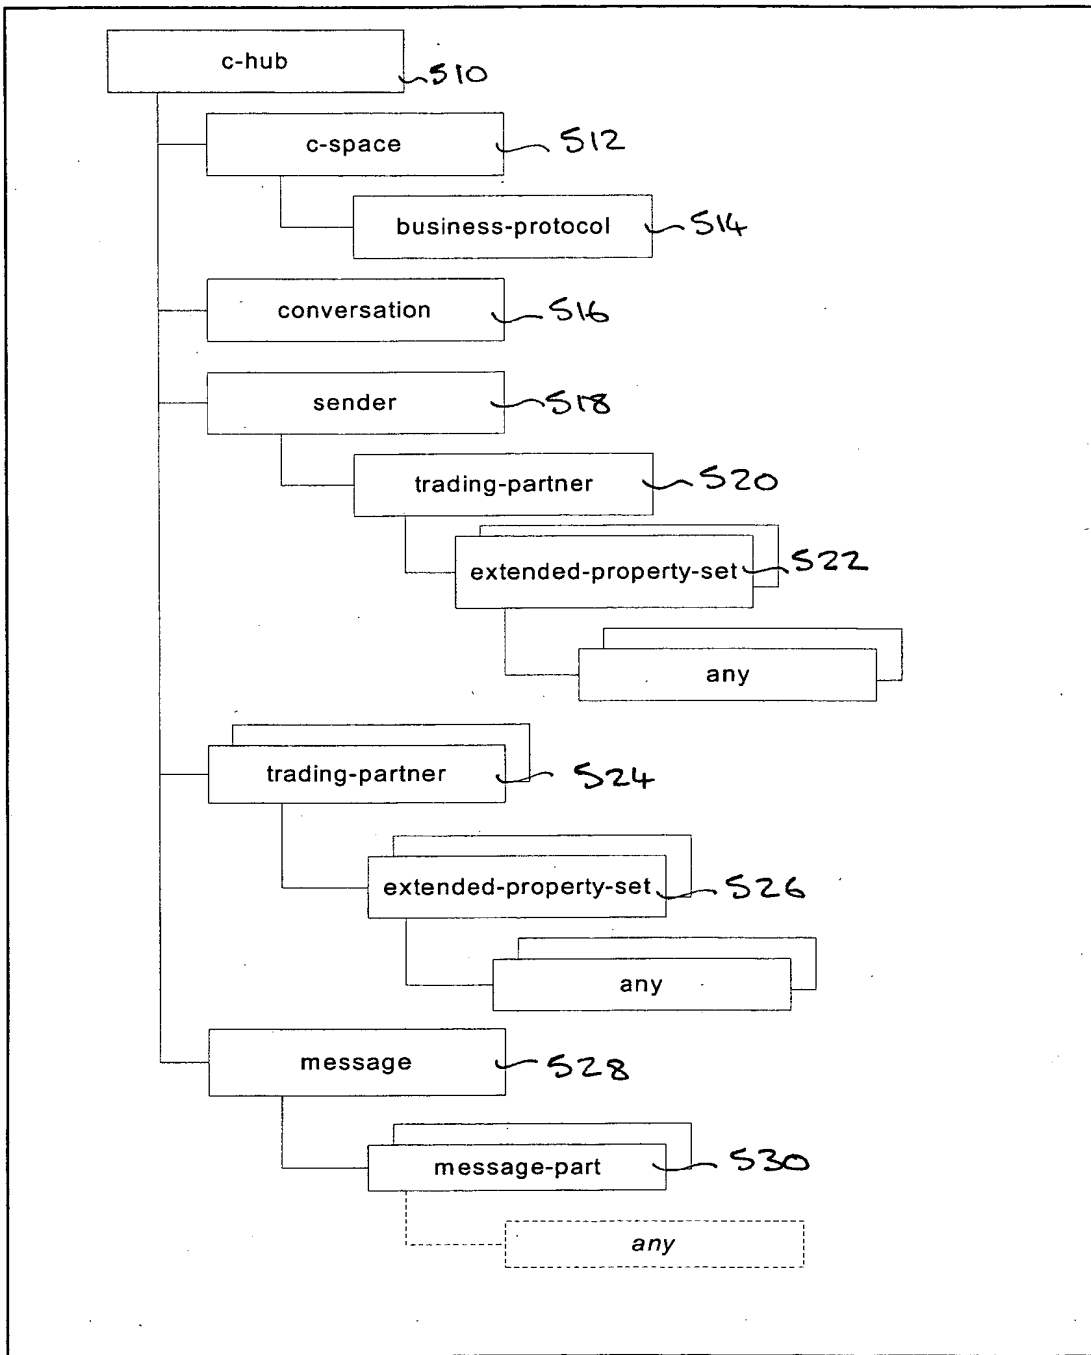 c-hub 510
c-space 512
business-protocol 514
conversation 516
sender 518
trading-partner 520
extended-property-set 522
any
trading-partner 524
extended-property-set 526
any
message 528
message-part 530
any